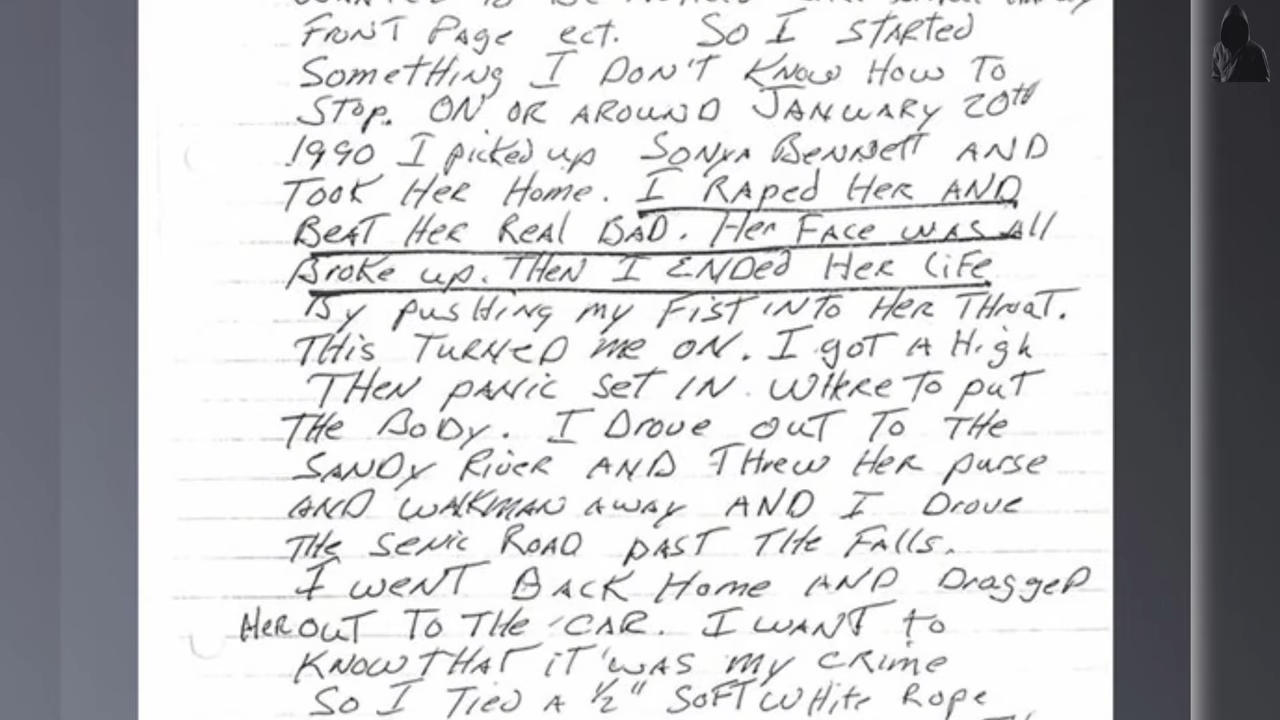 FRONT Page ect. SO I STARTED
SOMETHING I DON'T KNOW HOW TO
STOP. ON OR AROUND JANUARY 20th
1990 I picked up SONYA BENNETT AND
TOOK HER HOME. I RAPED HER AND
BEAT HER REAL BAD. Her FACE WAS All
Broke up. THEN I ENDED HER LIFE
By pusHing my FIST INTO HER THROAT.
THIS TURNED me ON. I goT A High
THEN pANIC SET IN. WHERE TO puT
THE BODY. I DROVE OUT TO THE
SANDY RIVER AND THREW HER purse
AND WALKMAN AWAY AND I DROVE
THE SENIC ROAD pAST THE FALLS.
I WENT BACK HOME AND DraggeD
HER OUT TO THE CAR. I WANT TO
KNOW THAT iT WAS my CRIME
SO I TIED A 1/2" SOFT WHITE Rope